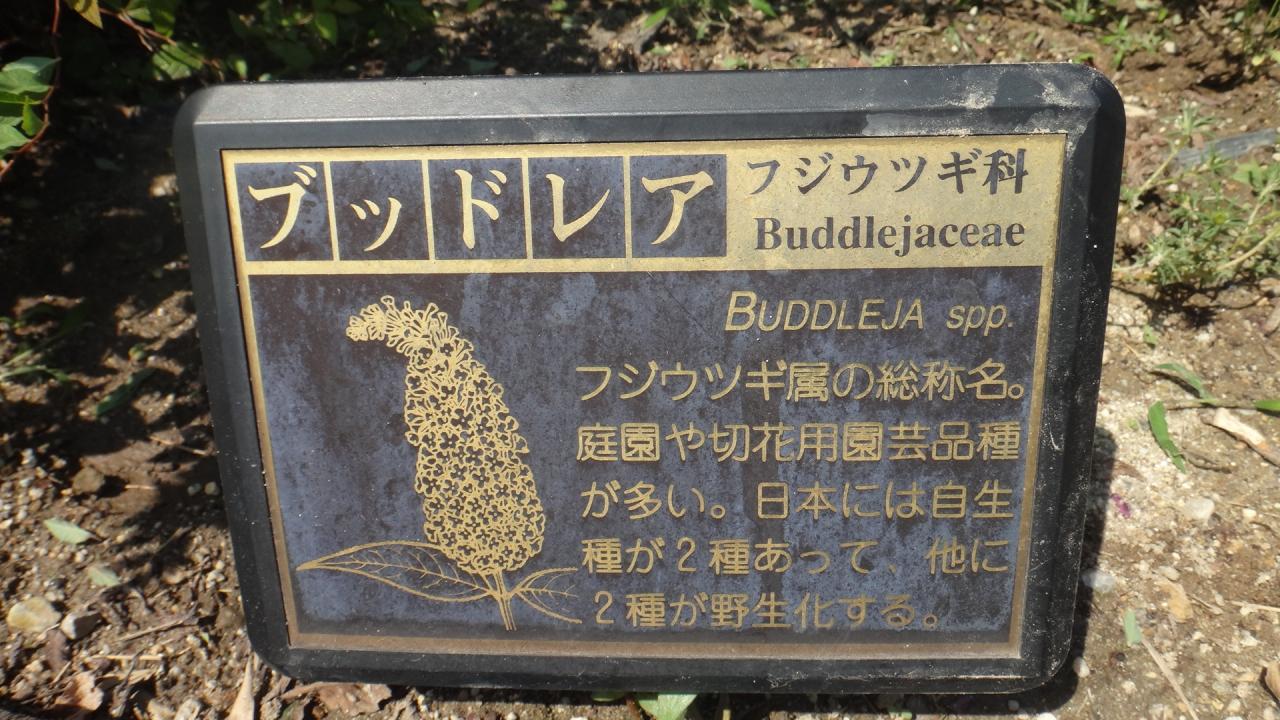 ブッドレア
フジウツギ科
Buddlejaceae
BUDDLEJA spp.
フジウツギ属の総称名。
庭園や切花用園芸品種
が多い。日本には自生
種が2種あって、他に
2種が野生化する。